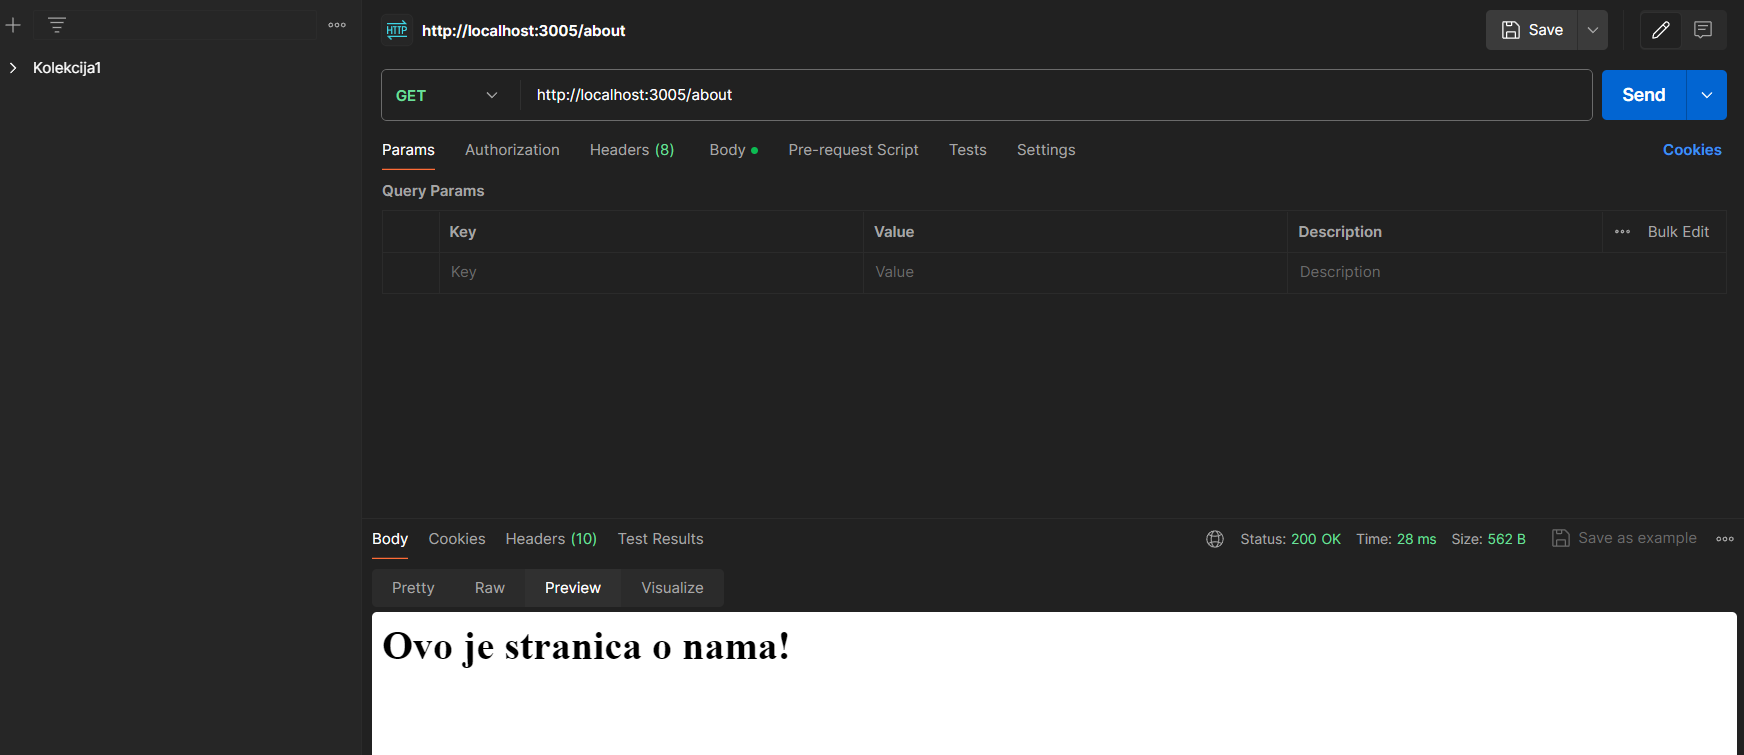 HTTP http://localhost:3005/about Save
Kolekcija1
GET http://localhost:3005/about Send
Params Authorization Headers (8) Body Pre-request Script Tests Settings Cookies
Query Params
Key Value Description Bulk Edit
Key Value Description
Body Cookies Headers (10) Test Results Status: 200 OK Time: 28 ms Size: 562 B Save as example
Pretty Raw Preview Visualize
Ovo je stranica o nama!